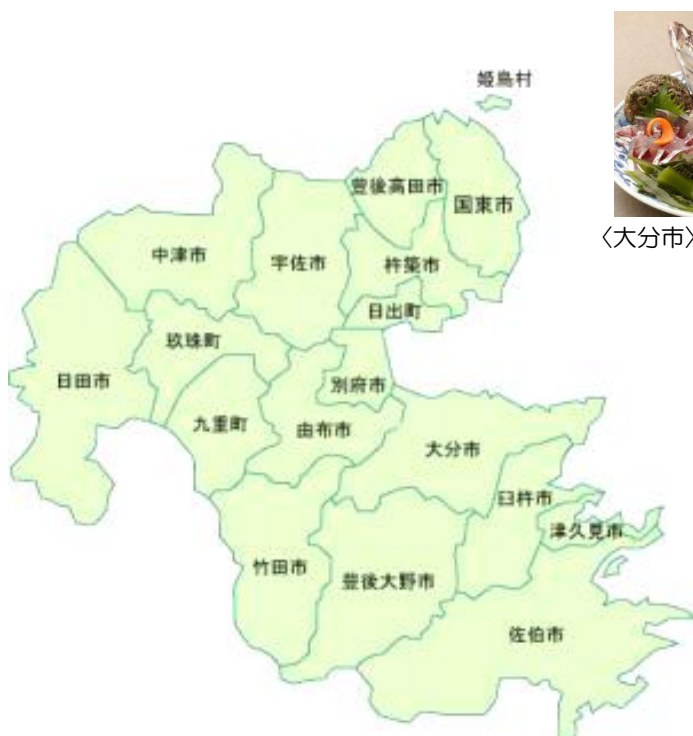 姫島村
豊後高田市
国東市
〈大分市〉
中津市
宇佐市
杵築市
日出町
玖珠町
日田市
別府市
九重町
由布市
大分市
臼杵市
津久見市
竹田市
豊後大野市
佐伯市